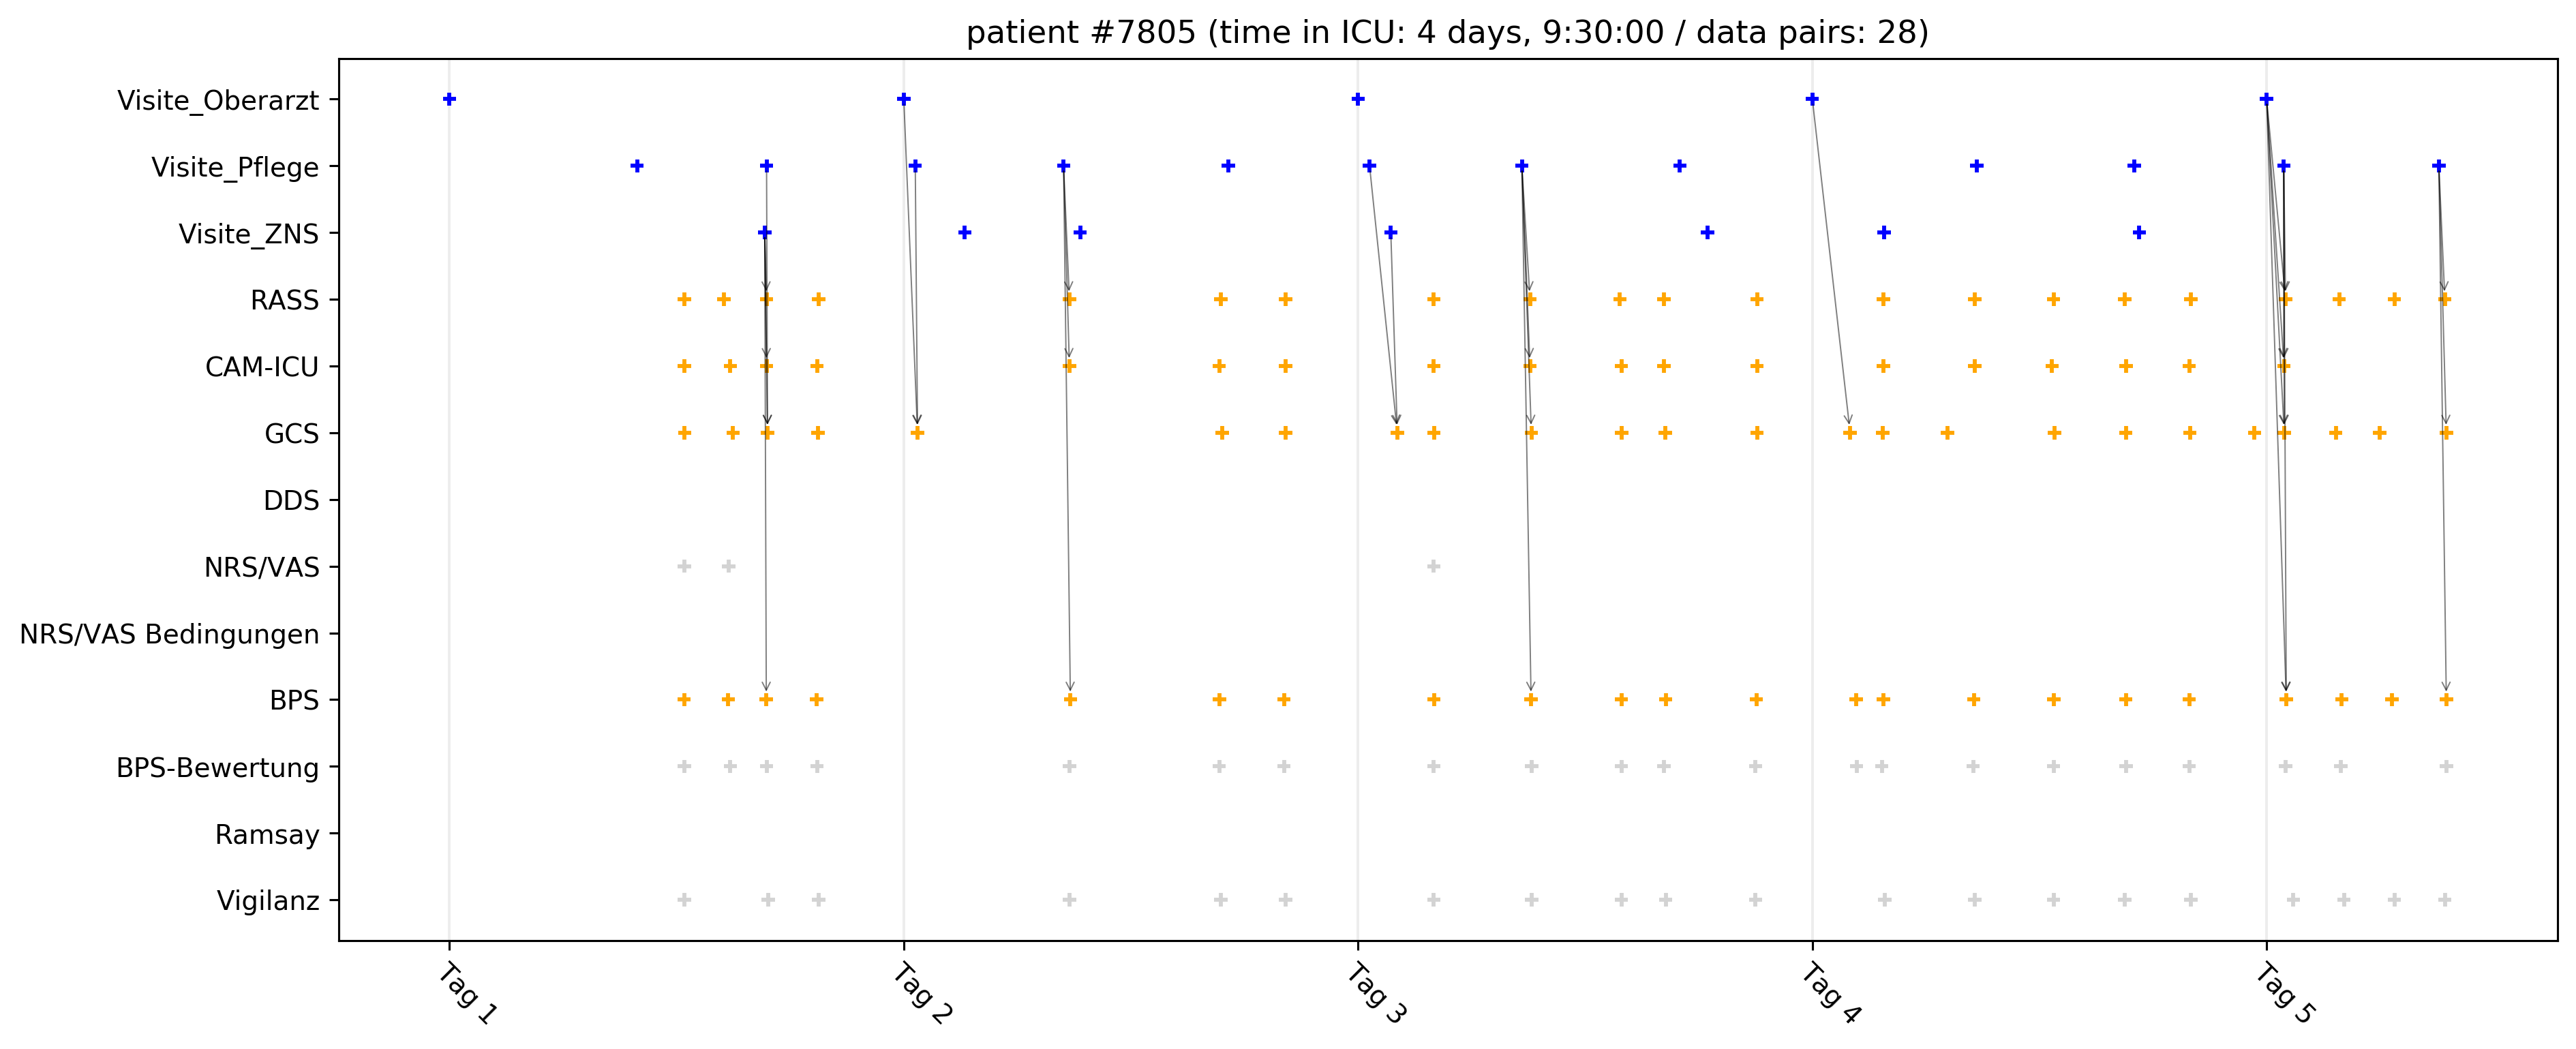 patient #7805 (time in ICU: 4 days, 9:30:00 / data pairs: 28)
Visite_Oberarzt
Visite_Pflege
Visite_ZNS
RASS
CAM-ICU
GCS
DDS
NRS/VAS
NRS/VAS Bedingungen
BPS
BPS-Bewertung
Ramsay
Vigilanz
Tag 1
Tag 2
Tag 3
Tag 4
Tag 5